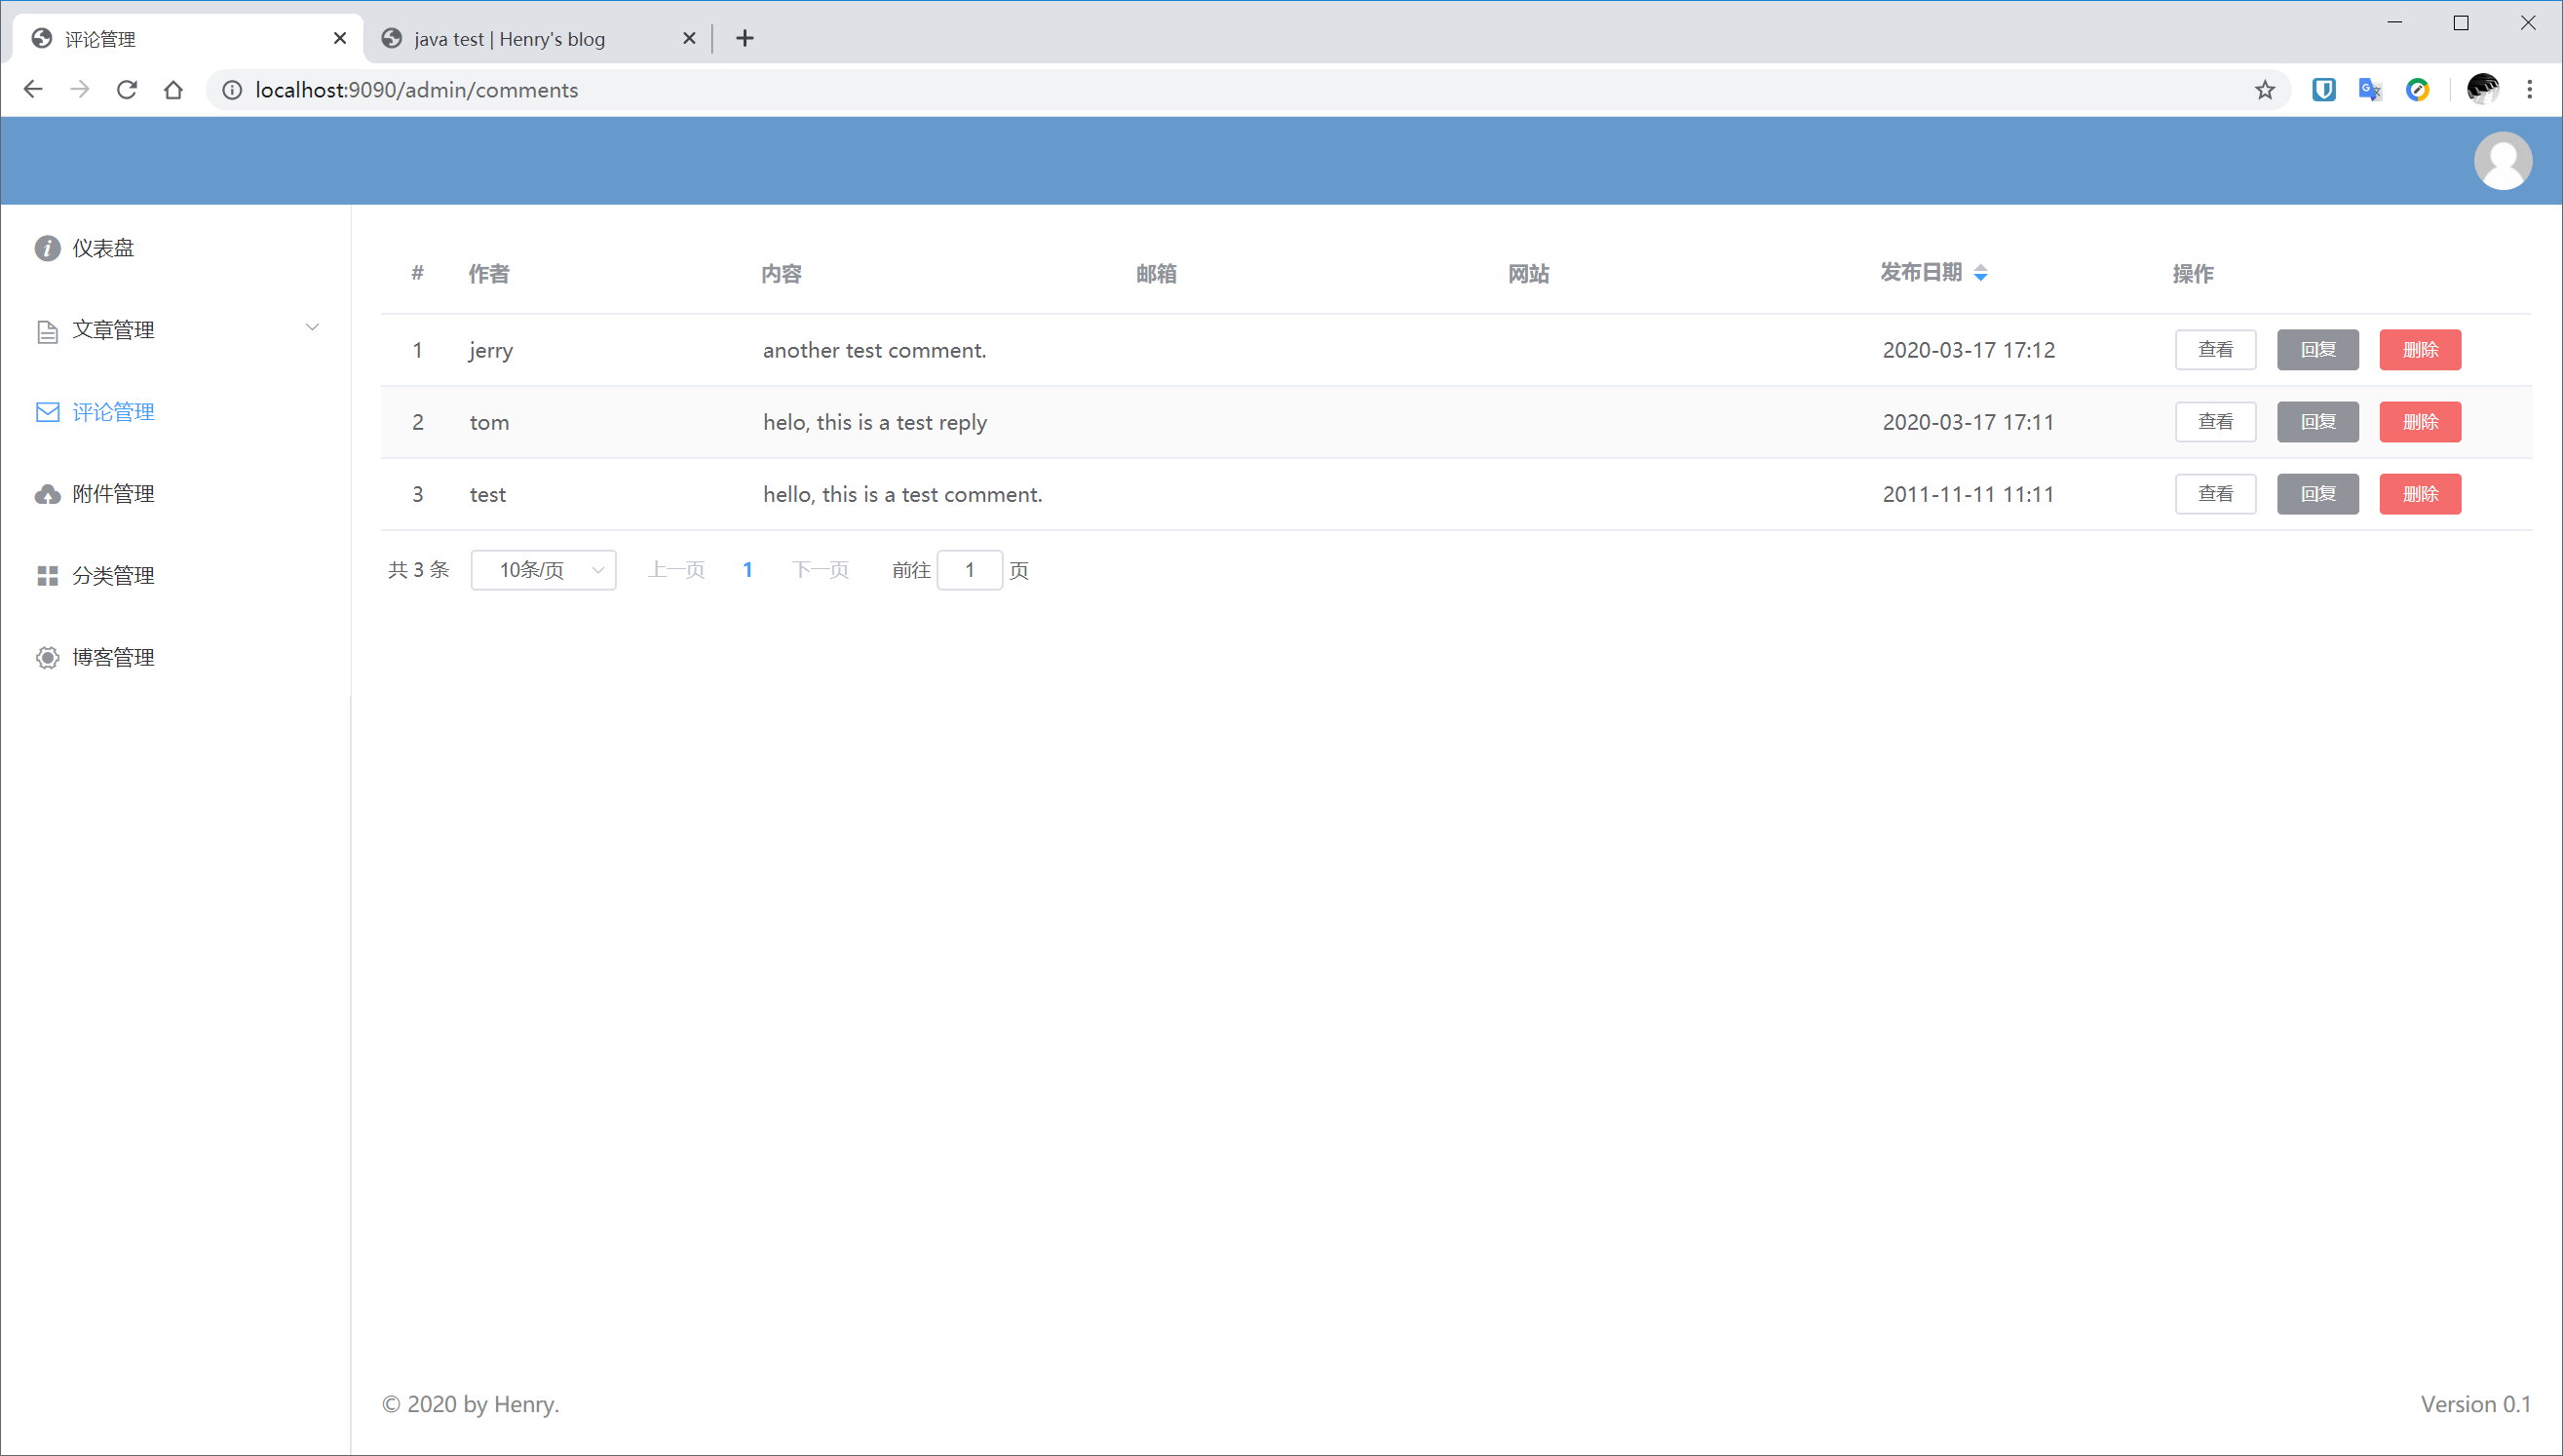 评论管理
java test | Henry's blog
localhost:9090/admin/comments
仪表盘
文章管理
评论管理
附件管理
分类管理
博客管理
# 作者 内容 邮箱 网站 发布日期 操作
1 jerry another test comment. 2020-03-17 17:12 查看 回复 删除
2 tom helo, this is a test reply 2020-03-17 17:11 查看 回复 删除
3 test hello, this is a test comment. 2011-11-11 11:11 查看 回复 删除
共 3 条 10条/页 上一页 1 下一页 前往 1 页
© 2020 by Henry. Version 0.1